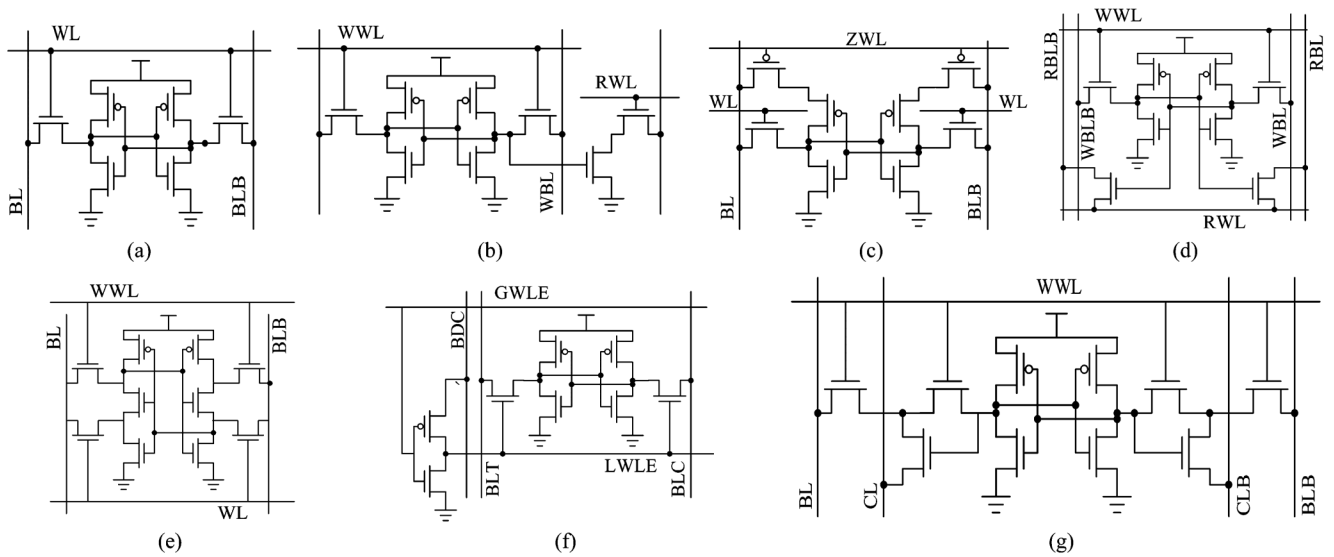 WL
BL
BLB
(a)
WWL
RWL
WBL
(b)
ZWL
WL
WL
BL
BLB
(c)
WWL
RBLB
RBL
WBLB
WBL
RWL
(d)
WWL
BL
BLB
WL
(e)
GWLE
BDC
BLT
LWLE
BLC
(f)
WWL
BL
CL
CLB
BLB
(g)